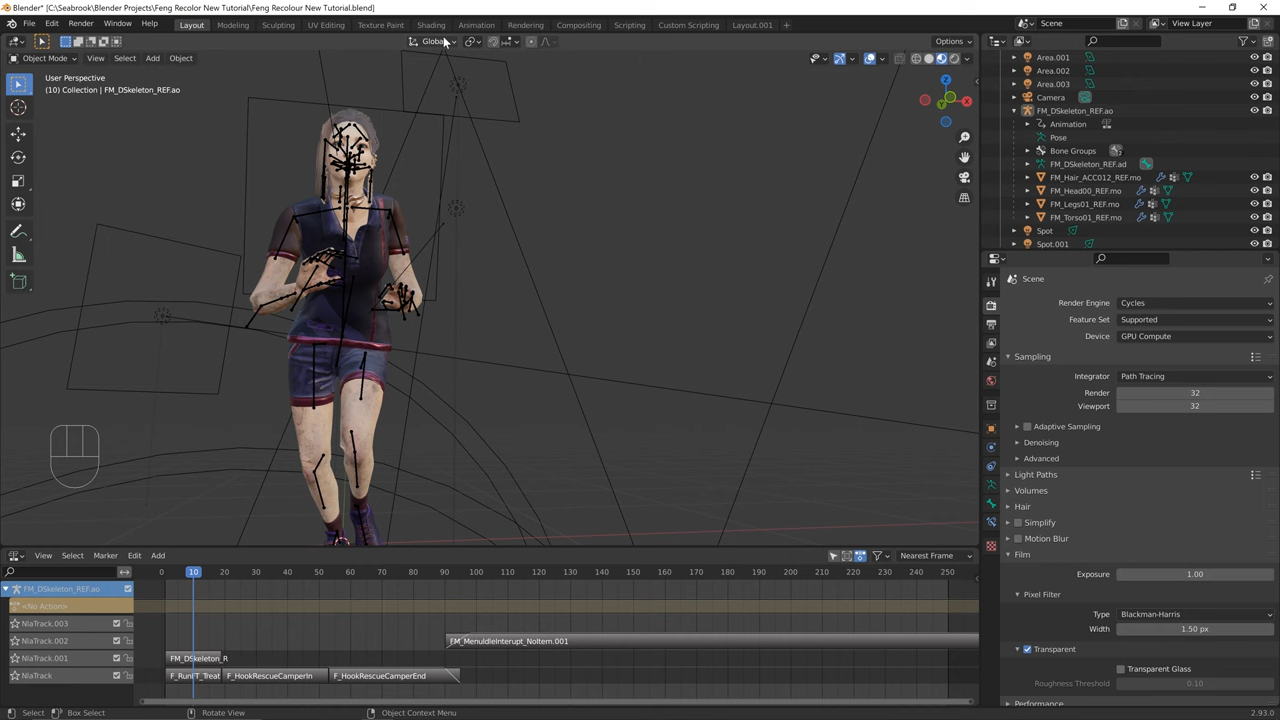 Blender* [C:\Seabrook\Blender Projects\Feng Recolor New Tutorial\Feng Recolour New Tutorial.blend]
File Edit Render Window Help Layout Modeling Sculpting UV Editing Texture Paint Shading Animation Rendering Compositing Scripting Custom Scripting Layout.001 Scene View Layer
Global Options
Object Mode View Select Add Object
User Perspective
(10) Collection | FM_DSkeleton_REF.ao
Z
X
Y
Area.001
Area.002
Area.003
Camera
FM_DSkeleton_REF.ao
Animation
Pose
Bone Groups
FM_DSkeleton_REF.ad
FM_Hair_ACC012_REF.mo
FM_Head00_REF.mo
FM_Legs01_REF.mo
FM_Torso01_REF.mo
Spot
Spot.001
Scene
Render Engine Cycles
Feature Set Supported
Device GPU Compute
Sampling
Integrator Path Tracing
Render 32
Viewport 32
Adaptive Sampling
Denoising
Advanced
Light Paths
Volumes
Hair
Simplify
Motion Blur
Film
Exposure 1.00
Pixel Filter
Type Blackman-Harris
Width 1.50 px
Transparent
Transparent Glass
Roughness Threshold 0.10
Performance
View Select Marker Edit Add Nearest Frame
0 10 20 30 40 50 60 70 80 90 100 110 120 130 140 150 160 170 180 190 200 210 220 230 240 250
FM_DSkeleton_REF.ao
<No Action>
NlaTrack.003
NlaTrack.002 FM_MenuIdleInterupt_NoItem.001
NlaTrack.001 FM_DSkeleton_R
NlaTrack F_RunFT_Treat F_HookRescueCamperIn F_HookRescueCamperEnd
Select Box Select Rotate View Object Context Menu 2.93.0